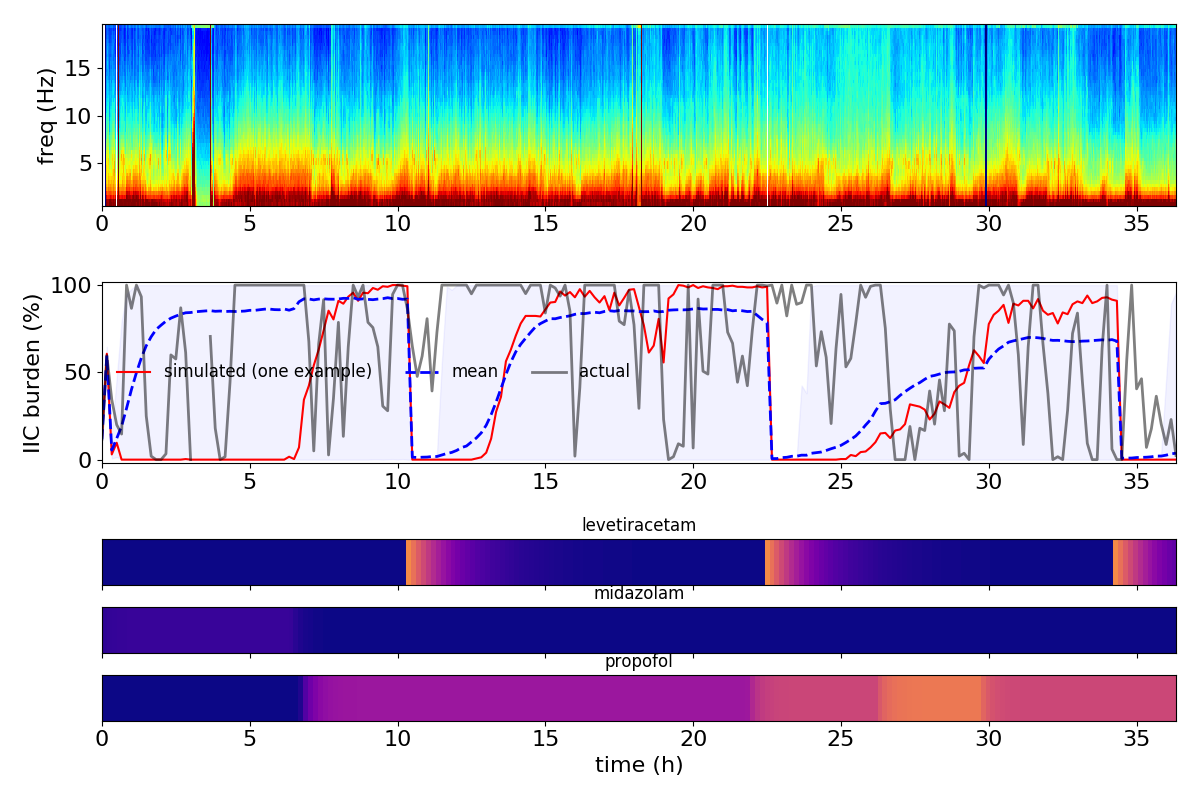 freq (Hz)
15
10
5
0 5 10 15 20 25 30 35
IIC burden (%)
100
50
0
simulated (one example) mean actual
0 5 10 15 20 25 30 35
levetiracetam
midazolam
propofol
0 5 10 15 20 25 30 35
time (h)